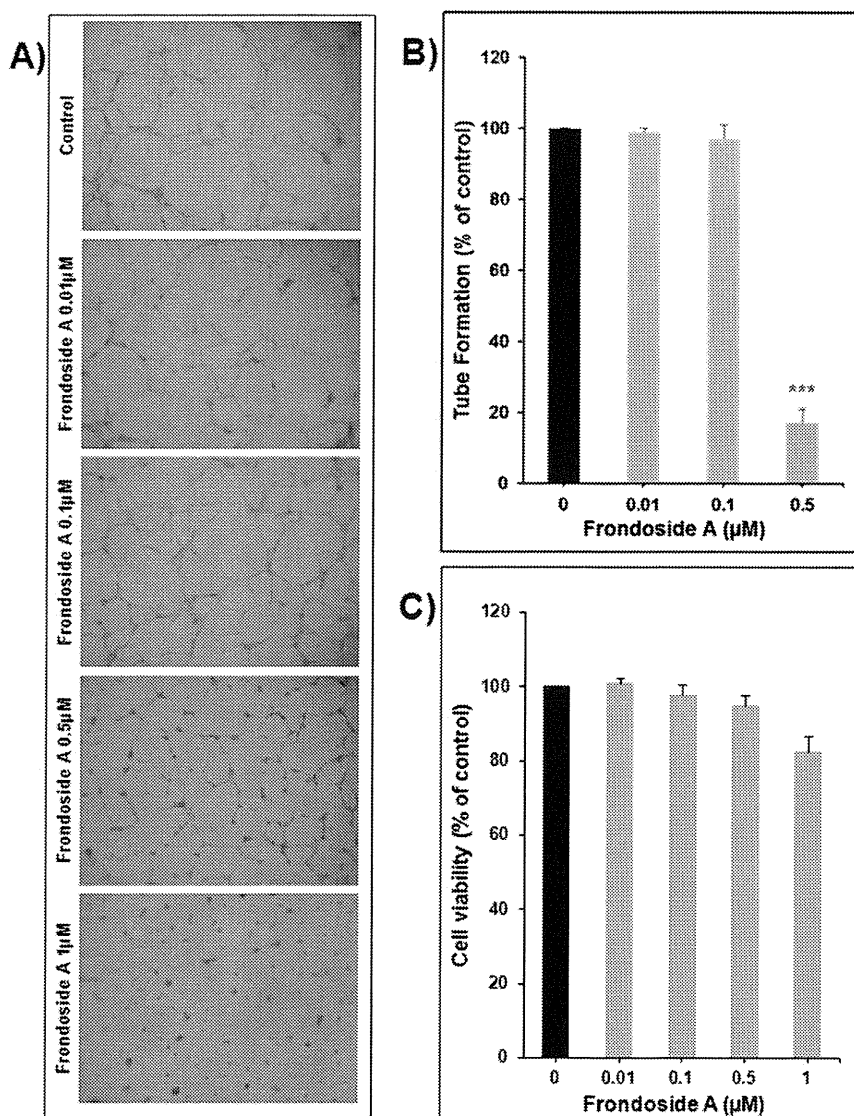 A)
Control
Frondoside A 0.01µM
Frondoside A 0.1µM
Frondoside A 0.5µM
Frondoside A 1µM
B)
Tube Formation (% of control)
120
100
80
60
40
20
0
***
0 0.01 0.1 0.5
Frondoside A (µM)
C)
Cell viability (% of control)
120
100
80
60
40
20
0
0 0.01 0.1 0.5 1
Frondoside A (µM)